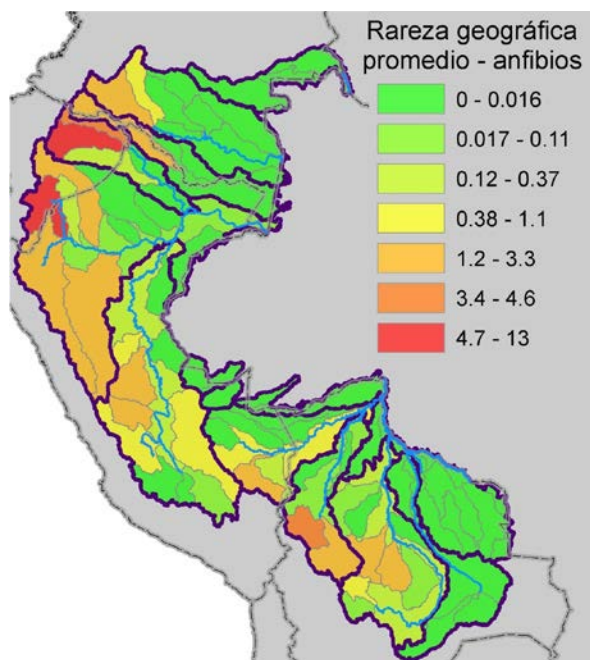 Rareza geográfica
promedio - anfibios
0 - 0.016
0.017 - 0.11
0.12 - 0.37
0.38 - 1.1
1.2 - 3.3
3.4 - 4.6
4.7 - 13